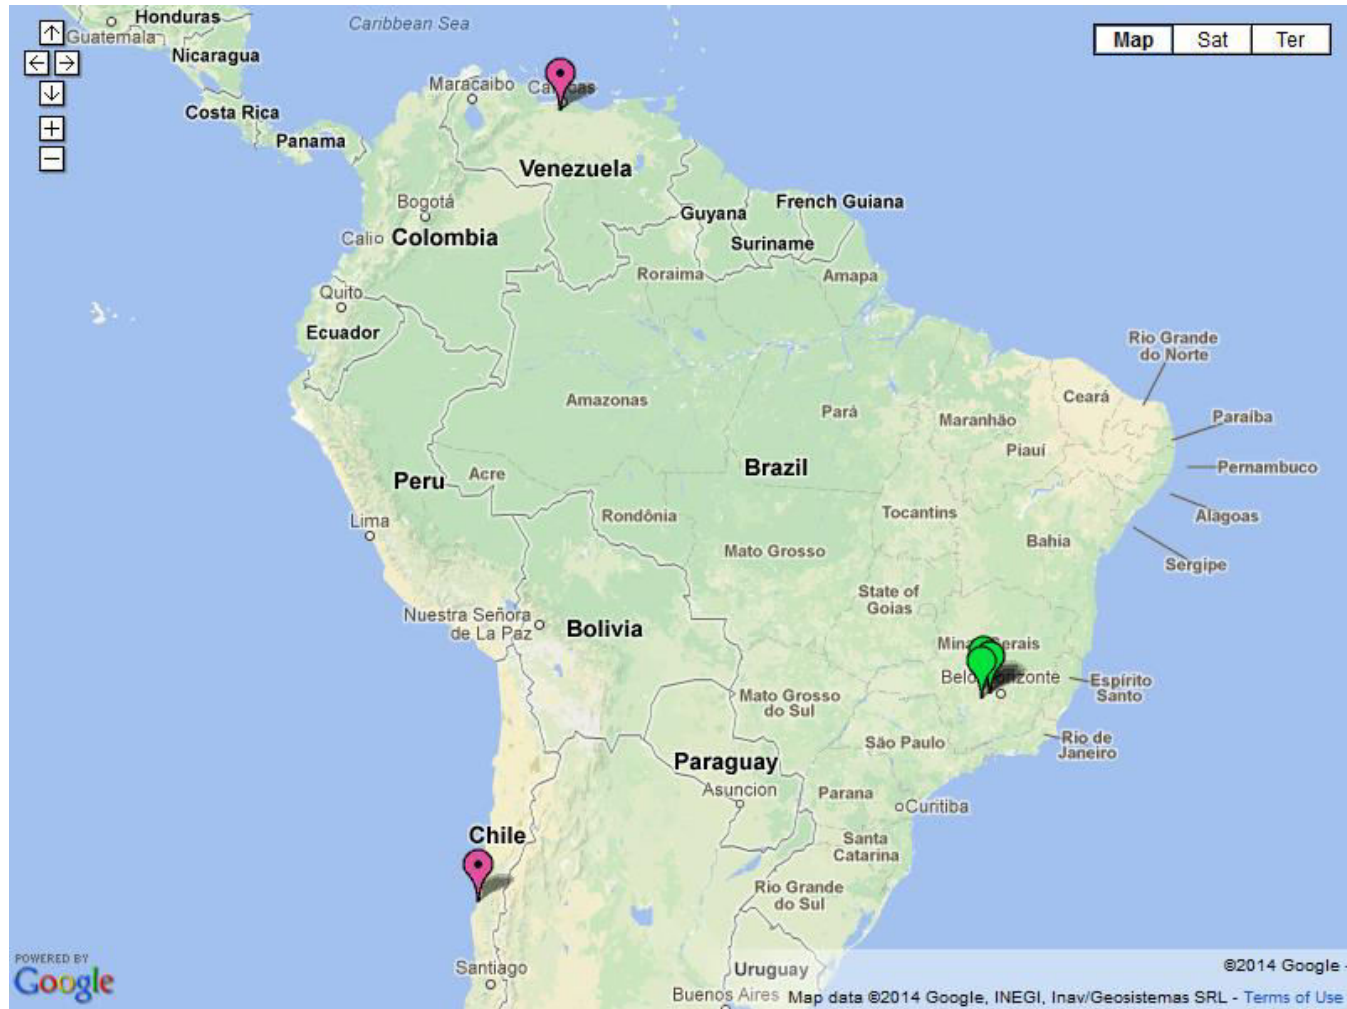 Honduras
Guatemala
Caribbean Sea
Map Sat Ter
Nicaragua
Maracaibo
Costa Rica
Panama
Venezuela
Bogotá
French Guiana
Guyana
Cali
Colombia
Suriname
Roraima
Amapa
Quito
Ecuador
Rio Grande
do Norte
Amazonas
Pará
Ceará
Maranhão
Paraíba
Piauí
Brazil
Pernambuco
Peru
Acre
Rondônia
Tocantins
Alagoas
Lima
Mato Grosso
Bahia
Sergipe
State of
Goias
Nuestra Señora
de La Paz
Bolivia
Espírito
Santo
Mato Grosso
do Sul
Rio de
Janeiro
São Paulo
Paraguay
Asuncion
Parana
Curitiba
Chile
Santa
Catarina
Rio Grande
do Sul
POWERED BY
Google
Santiago
Uruguay
©2014 Google -
Buenos Aires
Map data ©2014 Google, INEGI, Inav/Geosistemas SRL - Terms of Use